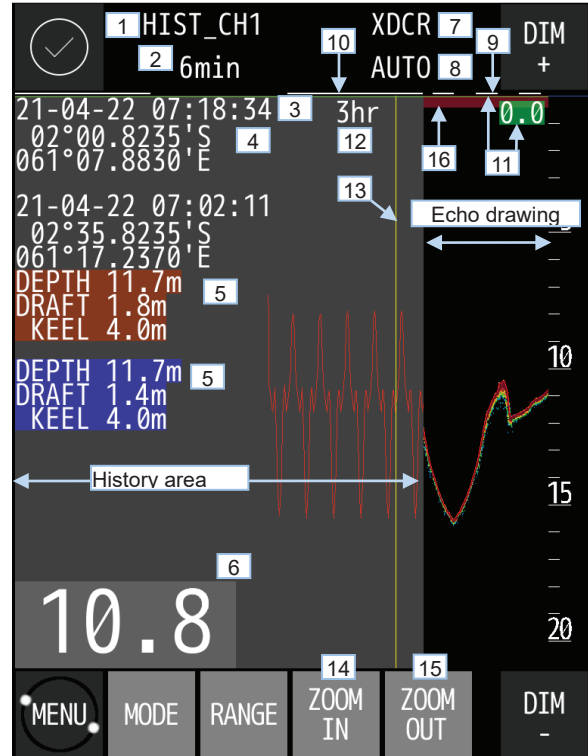 1 HIST_CH1 XDCR 7 DIM
2 6min 10 AUTO 8 9 +
21-04-22 07:18:34 3 3hr 0.0
02°00.8235'S 4 12 16 11
061°07.8830'E
13
21-04-22 07:02:11 Echo drawing
02°35.8235'S
061°17.2370'E
DEPTH 11.7m 5
DRAFT 1.8m
KEEL 4.0m
10
DEPTH 11.7m 5
DRAFT 1.4m
KEEL 4.0m
History area
15
6
10.8
20
14 15
MENU MODE RANGE ZOOM IN ZOOM OUT DIM -